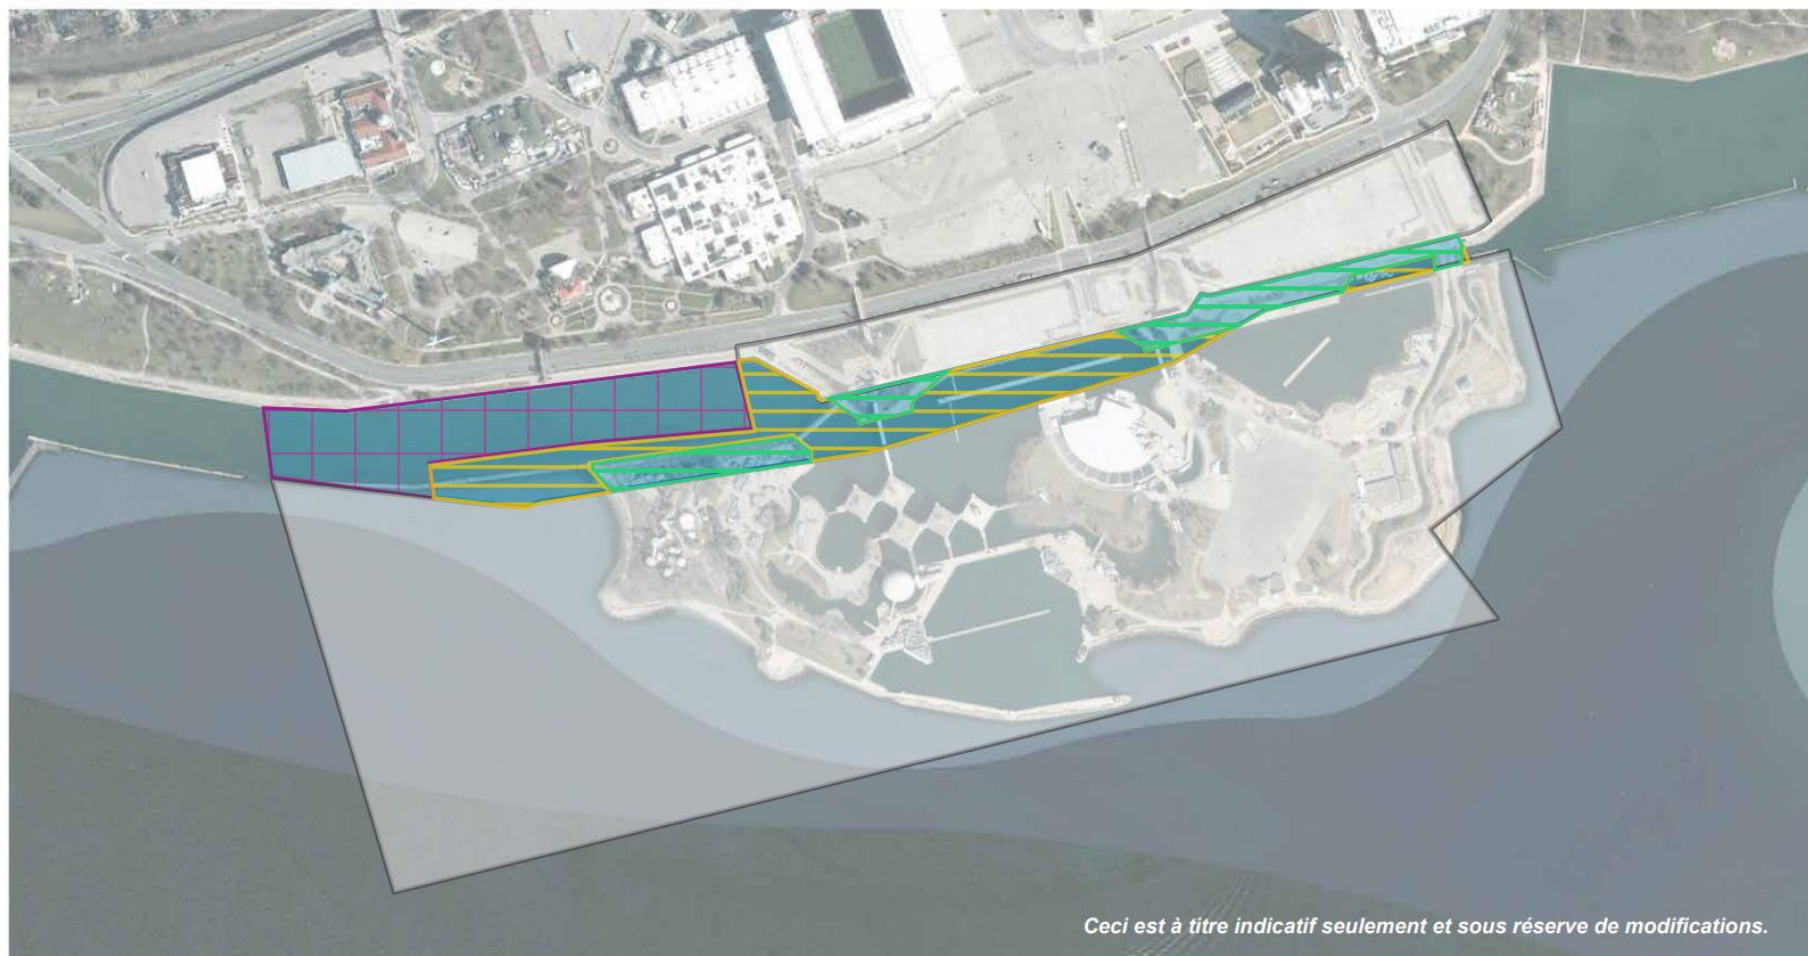 Ceci est à titre indicatif seulement et sous réserve de modifications.